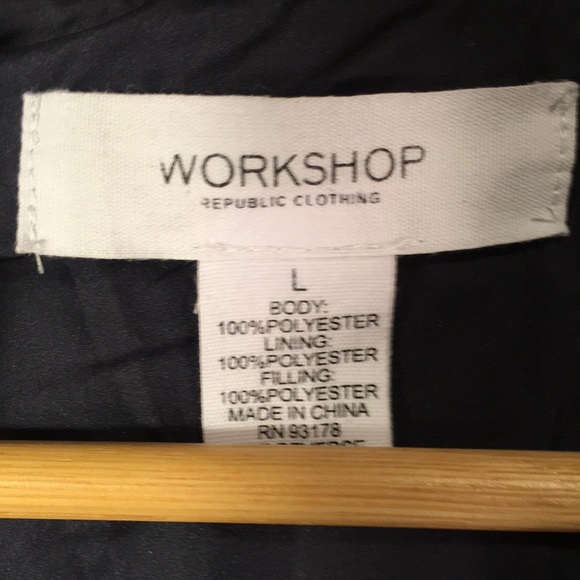 WORKSHOP
REPUBLIC CLOTHING
L
BODY:
100%POLYESTER
LINING:
100%POLYESTER
FILLING:
100%POLYESTER
MADE IN CHINA
RN 93178